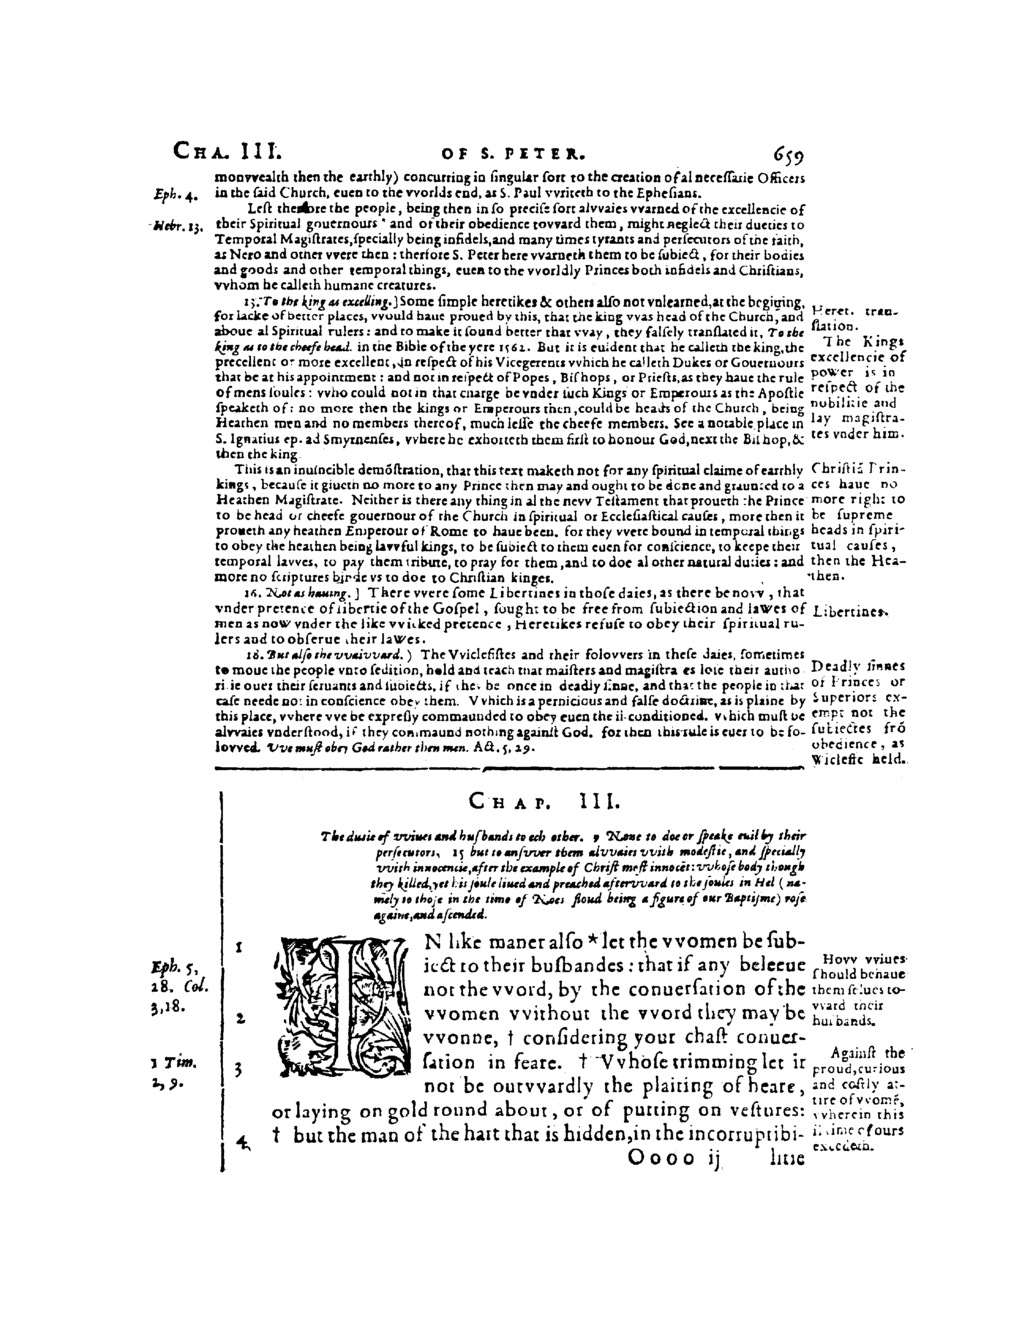 CHA. III. OF S. PETER. 659
monvvealth then the earthly) concurring in ſingular ſort to the creation of al neceſſarie Officers
Eph. 4. in the ſaid Church, euen to the vvorlds end, as S. Paul vvriteth to the Epheſians.
Leſt therfore the people, being then in ſo preciſe ſort alvvaies vvarned of the excellencie of
Hebr. 13. their Spiritual gouernours * and of their obedience tovvard them, might neglect their dueties to
Temporal Magiſtrates, ſpecially being infidels, and many times tyrants and perſecutors of the faith,
as Nero and other vvere then : therfore S. Peter here vvarneth them to be ſubiect, for their bodies
and goods and other temporal things, euen to the vvorldly Princes both infidels and Chriſtians,
vvhom he calleth humane creatures.
13. To the king as excelling.] Some ſimple heretikes & others alſo not vnlearned, at the begīning,
for lacke of better places, vvould haue proued by this, that the king vvas head of the Church, and
aboue al Spiritual rulers : and to make it ſound better that vvay, they falſely tranſlated it, To the
king as to the cheefe head. in the Bible of the yere 1562. But it is euident that he calleth the king, the
precellent or more excellent, in reſpect of his Vicegerents vvhich he calleth Dukes or Gouernours
that be at his appointment : and not in reſpect of Popes, Biſhops, or Prieſts, as they haue the rule
of mens ſoules : vvho could not in that charge be vnder ſuch Kings or Emperours as the Apoſtle
ſpeaketh of : no more then the kings or Emperours then, could be heads of the Church, being
Heathen men and no members therof, much leſſe the cheefe members. See a notable place in
S. Ignatius ep. ad Smyrnenſes, vvhere he exhorteth them firſt to honour God, next the Biſhop, &
then the king
Heret. tran-
ſlation.
The Kings
excellencie of
power is in
reſpect of the
nobilitie and
lay magiſtra-
tes vnder him.
This is an inuincible demōſtration, that this text maketh not for any ſpiritual claime of earthly
kings, becauſe it giueth no more to any Prince then may and ought to be done and graunted to a
Heathen Magiſtrate. Neither is there any thing in al the nevv Teſtament that proueth the Prince
to be head or cheefe gouernour of the Church in ſpiritual or Eccleſiaſtical cauſes, more then it
proueth any heathen Emperour of Rome to haue been. for they vvere bound in temporal things
to obey the heathen being lavvful kings, to be ſubiect to them euen for conſcience, to keepe their
temporal lavves, to pay them tribute, to pray for them, and to doe al other natural duties : and
more no ſcriptures binde vs to doe to Chriſtian kinges.
Chriſtiā Prin-
ces haue no
more right to
be ſupreme
heads in ſpiri-
tual cauſes,
then the Hea-
then.
16. Not as hauing.] There vvere ſome Libertines in thoſe daies, as there be novv, that
vnder pretence of libertie of the Goſpel, ſought to be free from ſubiection and laWes of
men as noW vnder the like vvicked pretence, Heretikes refuſe to obey their ſpiritual ru-
lers and to obſerue their laWes.
Libertines.
18. But alſo the vvaivvard.) The Vviclefiſtes and their folovvers in theſe daies, ſometimes
to moue the people vnto ſedition, hold and teach that maiſters and magiſtrates loſe their autho
ritie ouer their ſeruants and ſubiects, if they be once in deadly ſinne, and that the people in that
caſe neede not in conſcience obey them. Vvhich is a pernicious and falſe doctrine, as is plaine by
this place, vvhere vve be expreſly commaunded to obey euen the il conditioned. vvhich muſt be
alvvaies vnderſtood, if they commaund nothing againſt God. for then this rule is euer to be fo-
lovved. Vve muſt obey God rather then men. Act. 5, 29.
Deadly ſinnes
of Princes or
Superiors ex-
empt not the
ſubiectes frō
obedience, as
Wicleſie held.
CHAP. III.
The dutie of vviues and huſbands to ech other. 9 None to doe or ſpeake euil by their
perſecutors, 15 but to anſvver them alvvaies vvith modeſtie, and ſpecially
vvith innocencie, after the example of Chriſt moſt innocēt: vvhoſe body though
they killed, yet his ſoule liued and preached aftervvard to the ſoules in Hel (na-
mely to thoſe in the time of Noes floud being a figure of our Baptiſme) roſe
againe, and aſcended.
1 IN like maner alſo * let the vvomen be ſub-
iect to their huſbandes : that if any beleeue
not the vvord, by the conuerſation of the
2 vvomen vvithout the vvord they may be
vvonne, † conſidering your chaſt conuer-
3 ſation in feare. † Vvhoſe trimming let it
not be outvvardly the plaiting of heare,
or laying on gold round about, or of putting on veſtures:
4 † but the man of the hart that is hidden, in the incorruptibi-
Eph. 5,
28. Col.
3, 18.
1 Tim.
2, 9.
Hovv vviues
ſhould behaue
them ſelues to-
vvard their
huſbands.
Againſt the
proud, curious
and coſtly at-
tire of vvomē,
vvherein this
il time of ours
exceedeth.
Oooo ij litie